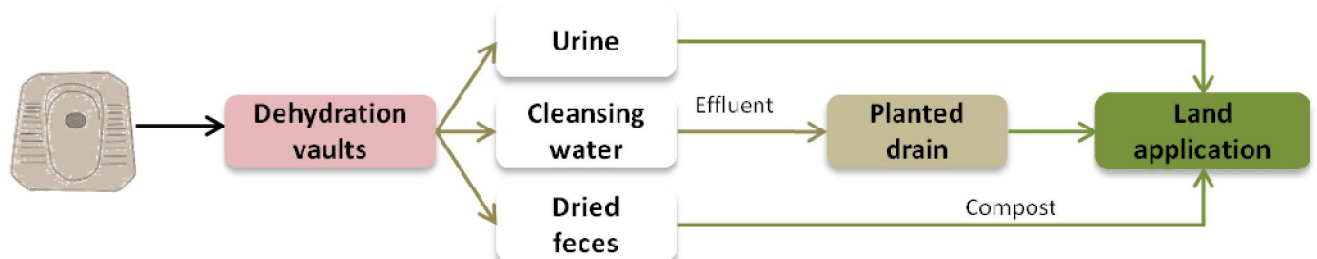 Urine
Dehydration
vaults
Cleansing
water
Effluent
Planted
drain
Land
application
Dried
feces
Compost